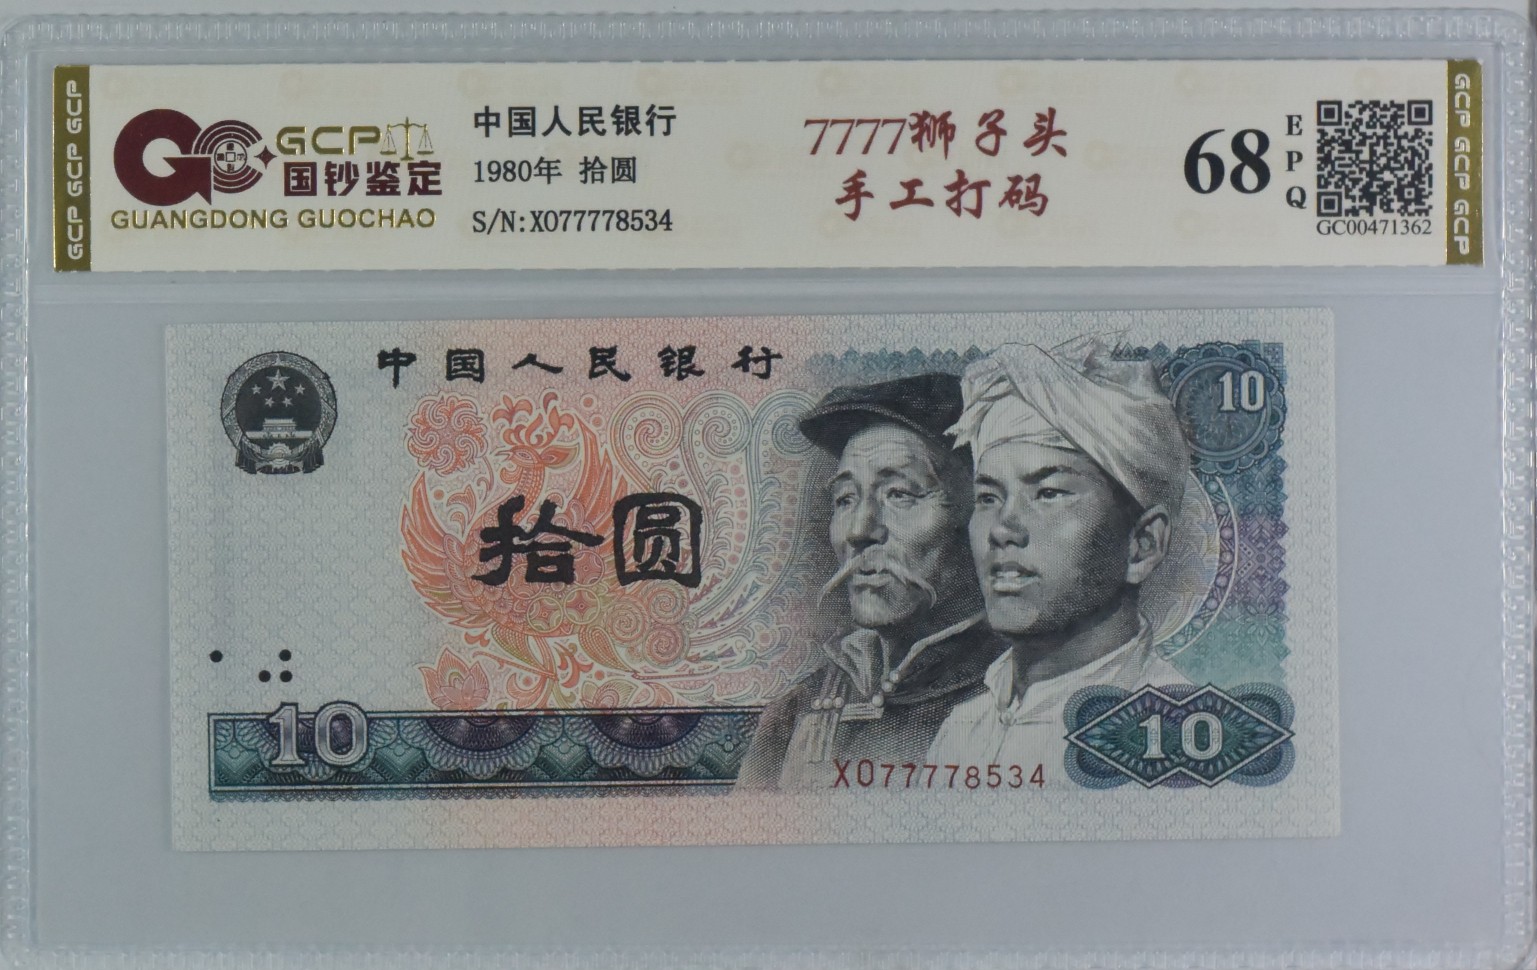 GCP GCP GCP
GCP
国钞鉴定
GUANGDONG GUOCHAO
中国人民银行
1980年 拾圆
S/N:X077778534
7777狮子头
手工打码
68
EPQ
GC00471362
GCP GCP GCP
中国人民银行
10
拾圆
10
X077778534
10